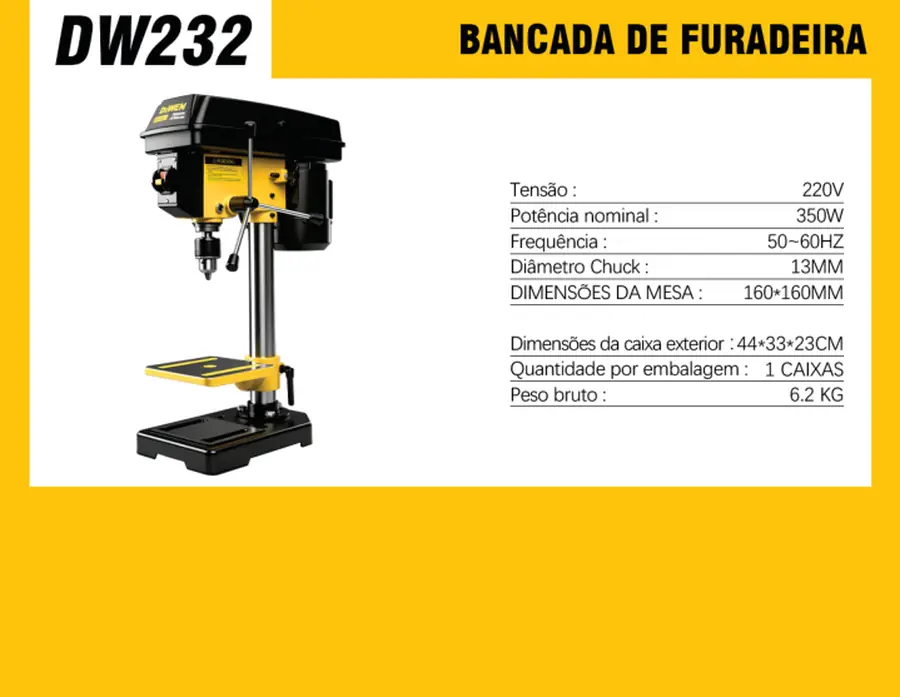 DW232
BANCADA DE FURADEIRA
DEWEN
Tensão : 220V
Potência nominal : 350W
Frequência : 50~60HZ
Diâmetro Chuck : 13MM
DIMENSÕES DA MESA : 160*160MM
Dimensões da caixa exterior : 44*33*23CM
Quantidade por embalagem : 1 CAIXAS
Peso bruto : 6.2 KG